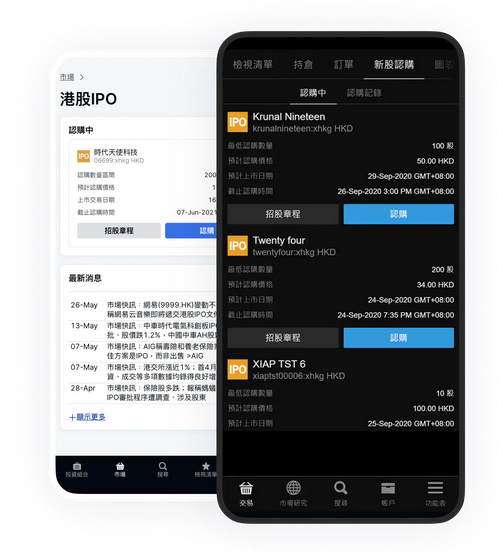 市場 >
港股IPO
認購中
IPO 時代天使科技
06699:xhkg HKD
認購數量區間 200
預計認購價格 1
上市交易日期 16
截止認購時間 07-Jun-2021
招股章程 認購
最新消息
26-May 市場快訊：網易(9999.HK)變動不
稱網易云音樂即將遞交港股IPO文件
13-May 市場快訊：中車時代電氣科創板IPO
批、股價跌1.2%，中國中車AH股
07-May 市場快訊：AIG稱壽險和養老保險業
佳方案是IPO，而非出售 >AIG
07-May 市場快訊：港交所漲近1%；首4月
資、成交等多項數據均錄得良好增
28-Apr 市場快訊：保險股多跌；報稱螞蟻
IPO審批程序遭調查、涉及股東
＋顯示更多
投資組合 市場 搜尋 檢視清單
檢視清單 持倉 訂單 新股認購 圖表
認購中 認購記錄
IPO Krunal Nineteen
krunalnineteen:xhkg HKD
最低認購數量 100 股
預計認購價格 50.00 HKD
預計上市日期 29-Sep-2020 GMT+08:00
截止認購時間 26-Sep-2020 3:00 PM GMT+08:00
招股章程 認購
IPO Twenty four
twentyfour:xhkg HKD
最低認購數量 200 股
預計認購價格 34.00 HKD
預計上市日期 24-Sep-2020 GMT+08:00
截止認購時間 24-Sep-2020 7:35 PM GMT+08:00
招股章程 認購
IPO XIAP TST 6
xiaptst00006:xhkg HKD
最低認購數量 10 股
預計認購價格 100.00 HKD
預計上市日期 25-Sep-2020 GMT+08:00
交易 市場研究 搜尋 帳戶 功能表